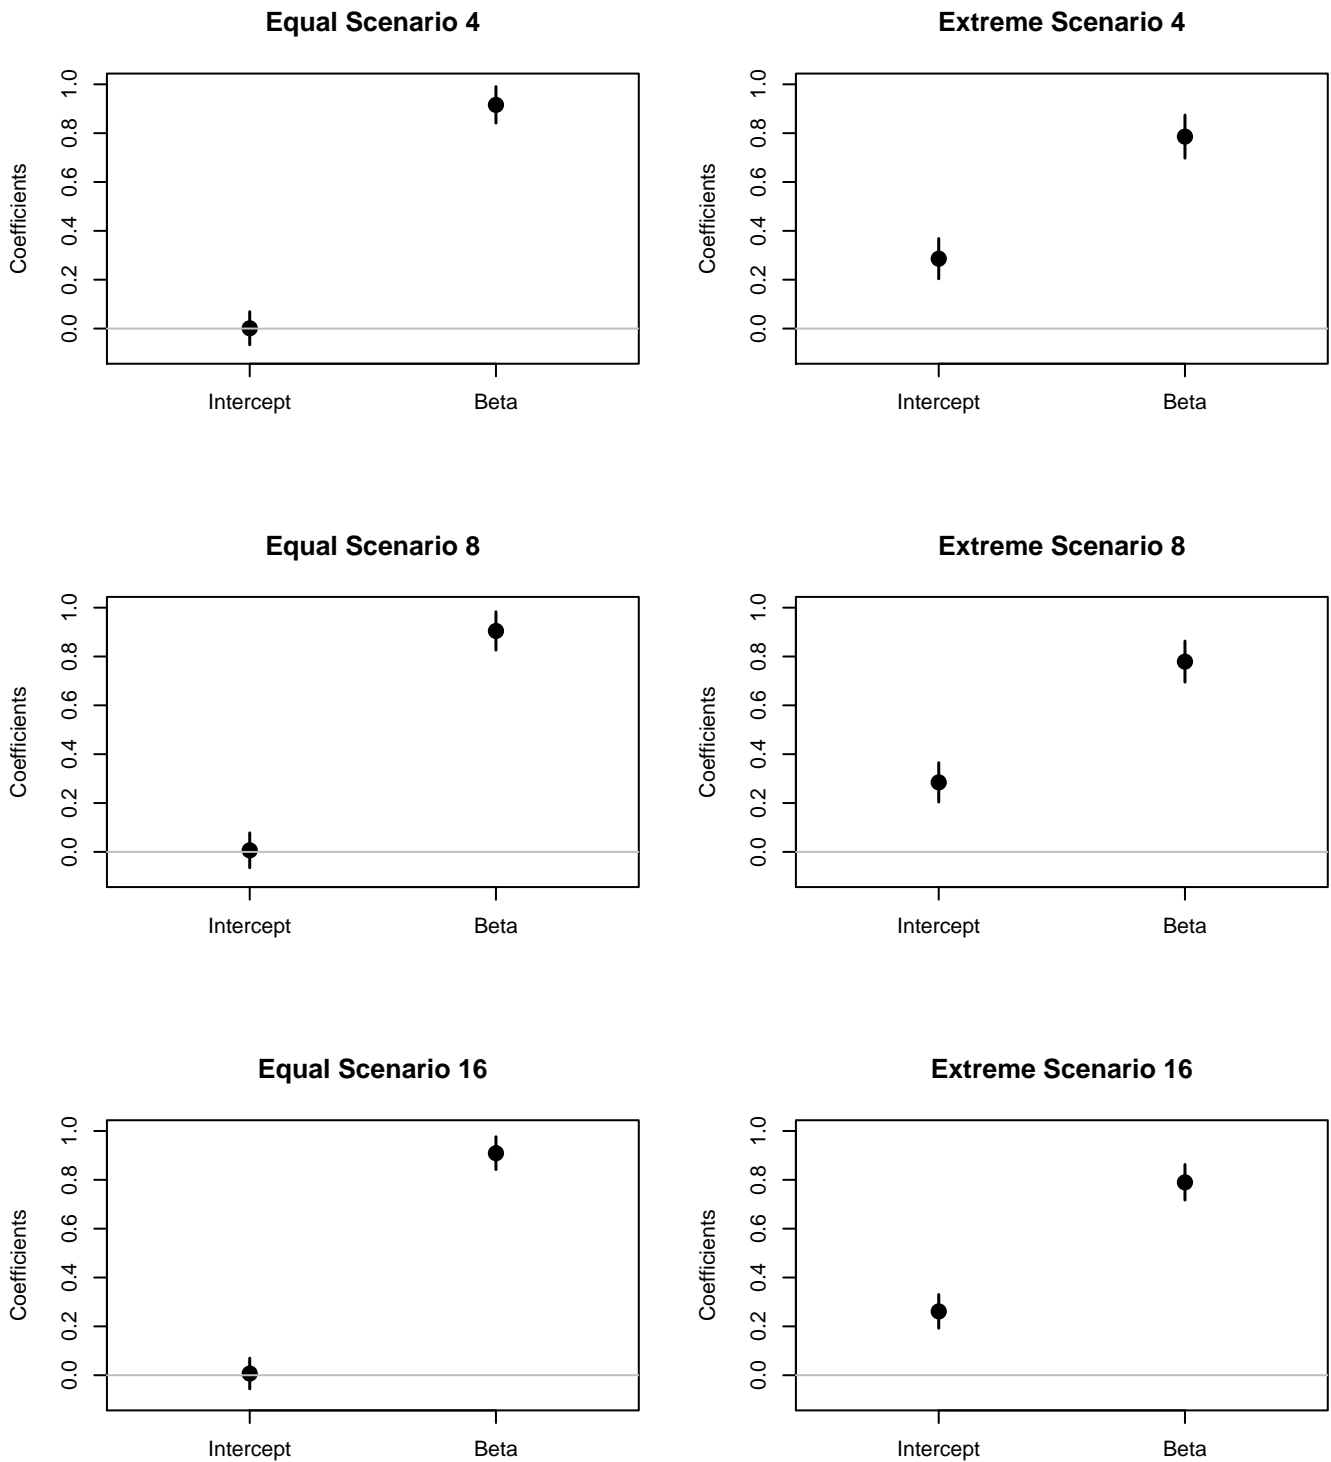 Equal Scenario 4
Coefficients
1.0
0.8
0.6
0.4
0.2
0.0
Intercept Beta
Extreme Scenario 4
Coefficients
1.0
0.8
0.6
0.4
0.2
0.0
Intercept Beta
Equal Scenario 8
Coefficients
1.0
0.8
0.6
0.4
0.2
0.0
Intercept Beta
Extreme Scenario 8
Coefficients
1.0
0.8
0.6
0.4
0.2
0.0
Intercept Beta
Equal Scenario 16
Coefficients
1.0
0.8
0.6
0.4
0.2
0.0
Intercept Beta
Extreme Scenario 16
Coefficients
1.0
0.8
0.6
0.4
0.2
0.0
Intercept Beta